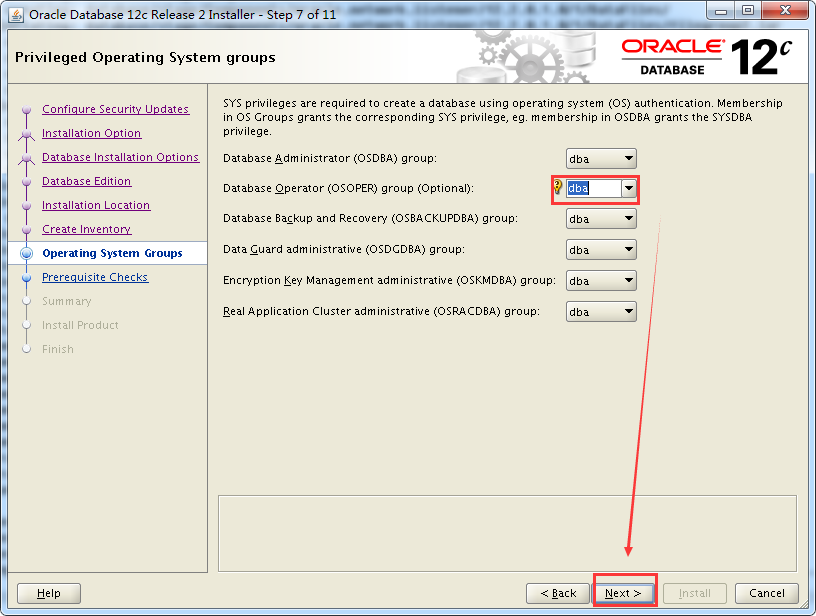 Oracle Database 12c Release 2 Installer - Step 7 of 11
Privileged Operating System groups
ORACLE
DATABASE
12c
Configure Security Updates
Installation Option
Database Installation Options
Database Edition
Installation Location
Create Inventory
Operating System Groups
Prerequisite Checks
Summary
Install Product
Finish
SYS privileges are required to create a database using operating system (OS) authentication. Membership
in OS Groups grants the corresponding SYS privilege, eg. membership in OSDBA grants the SYSDBA
privilege.
Database Administrator (OSDBA) group: dba
Database Operator (OSOPER) group (Optional): dba
Database Backup and Recovery (OSBACKUPDBA) group: dba
Data Guard administrative (OSDGDBA) group: dba
Encryption Key Management administrative (OSKMDBA) group: dba
Real Application Cluster administrative (OSRACDBA) group: dba
Help
< Back
Next >
Install
Cancel